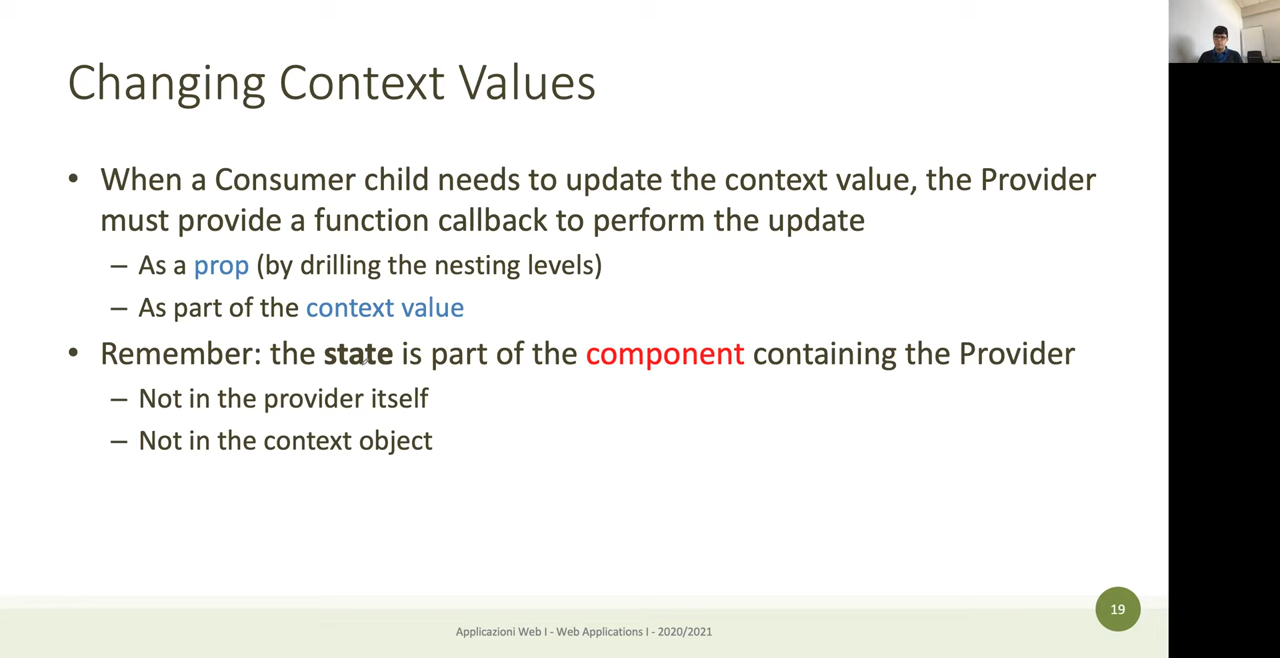 Changing Context Values
• When a Consumer child needs to update the context value, the Provider
must provide a function callback to perform the update
– As a prop (by drilling the nesting levels)
– As part of the context value
• Remember: the state is part of the component containing the Provider
– Not in the provider itself
– Not in the context object
19
Applicazioni Web I - Web Applications I - 2020/2021